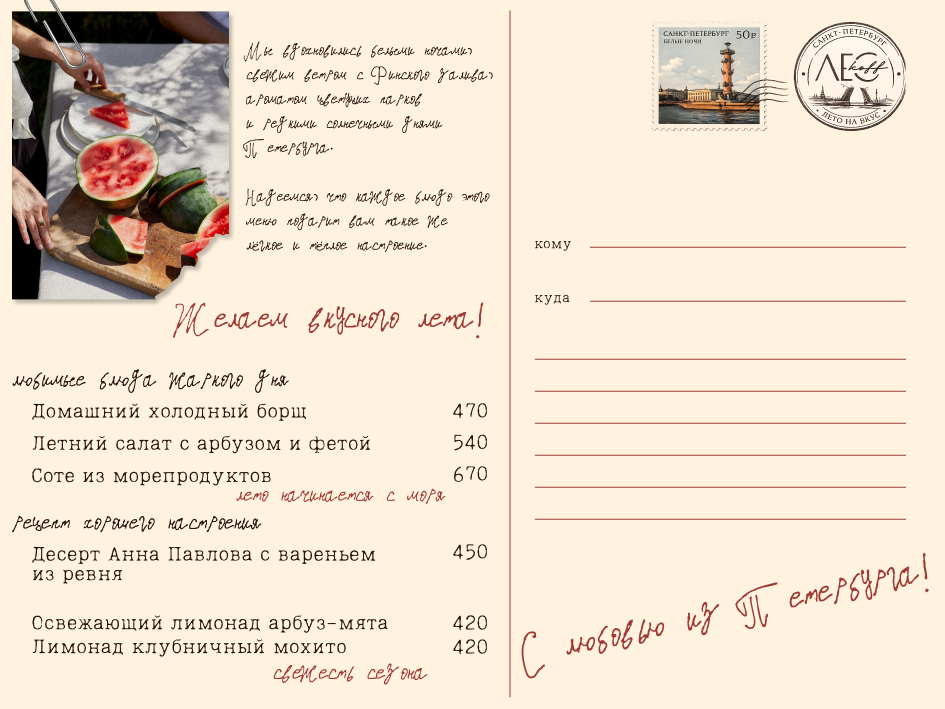 Мы вдохновились белыми ночами,
свежим ветром с Финского залива,
ароматом цветущих парков
и редкими солнечными днями
Петербурга.
Надеемся, что каждое блюдо этого
меню подарит вам такое же
лёгкое и тёплое настроение.
Желаем вкусного лета!
любимые блюда жаркого дня
Домашний холодный борщ 470
Летний салат с арбузом и фетой 540
Соте из морепродуктов 670
лето начинается с моря
рецепт хорошего настроения
Десерт Анна Павлова с вареньем 450
из ревня
Освежающий лимонад арбуз-мята 420
Лимонад клубничный мохито 420
свежесть сезона
САНКТ-ПЕТЕРБУРГ 50₽
БЕЛЫЕ НОЧИ
САНКТ-ПЕТЕРБУРГ
ЛЕС koff
ЛЕТО НА ВКУС
кому
куда
С любовью из Петербурга!